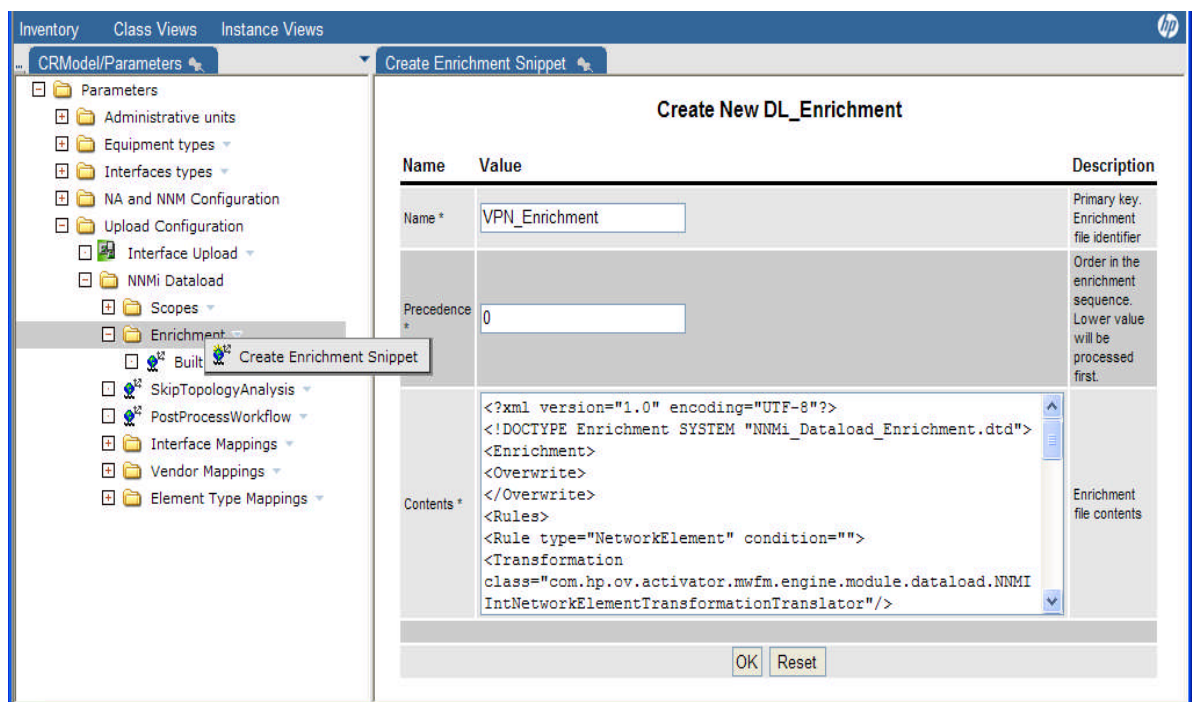 Inventory Class Views Instance Views hp
... CRModel/Parameters
Create Enrichment Snippet
Parameters
Administrative units
Equipment types
Interfaces types
NA and NNM Configuration
Upload Configuration
Interface Upload
NNMi Dataload
Scopes
Enrichment
Built
Create Enrichment Snippet
SkipTopologyAnalysis
PostProcessWorkflow
Interface Mappings
Vendor Mappings
Element Type Mappings
Create New DL_Enrichment
Name Value Description
Name * VPN_Enrichment
Primary key.
Enrichment
file identifier
Precedence
* 0
Order in the
enrichment
sequence.
Lower value
will be
processed
first.
Contents *
<?xml version="1.0" encoding="UTF-8"?>
<!DOCTYPE Enrichment SYSTEM "NNMi_Dataload_Enrichment.dtd">
<Enrichment>
<Overwrite>
</Overwrite>
<Rules>
<Rule type="NetworkElement" condition="">
<Transformation
class="com.hp.ov.activator.mwfm.engine.module.dataload.NNMI
IntNetworkElementTransformationTranslator"/>
Enrichment
file contents
OK Reset